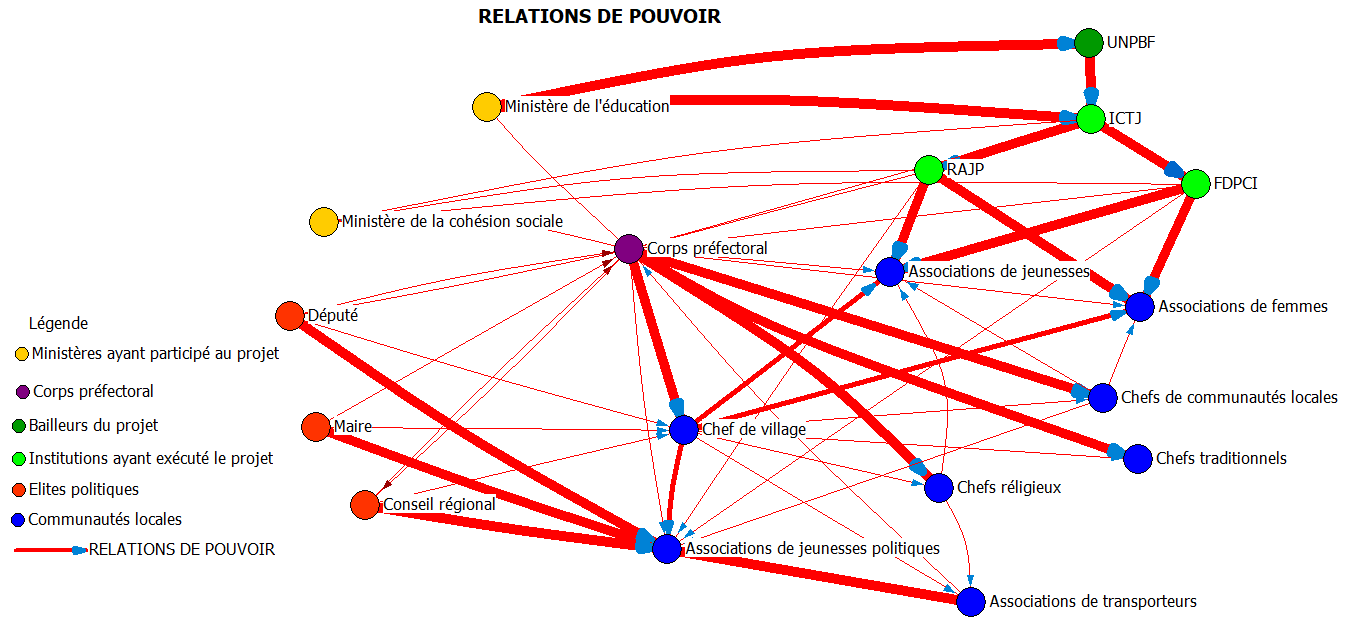 RELATIONS DE POUVOIR
UNPBF
Ministère de l'éducation
ICTJ
RAJP
FDPCI
Ministère de la cohésion sociale
Corps préfectoral
Associations de jeunesses
Associations de femmes
Député
Chefs de communautés locales
Maire
Chef de village
Chefs traditionnels
Chefs réligieux
Conseil régional
Associations de jeunesses politiques
Associations de transporteurs
Légende
Ministères ayant participé au projet
Corps préfectoral
Bailleurs du projet
Institutions ayant exécuté le projet
Elites politiques
Communautés locales
RELATIONS DE POUVOIR